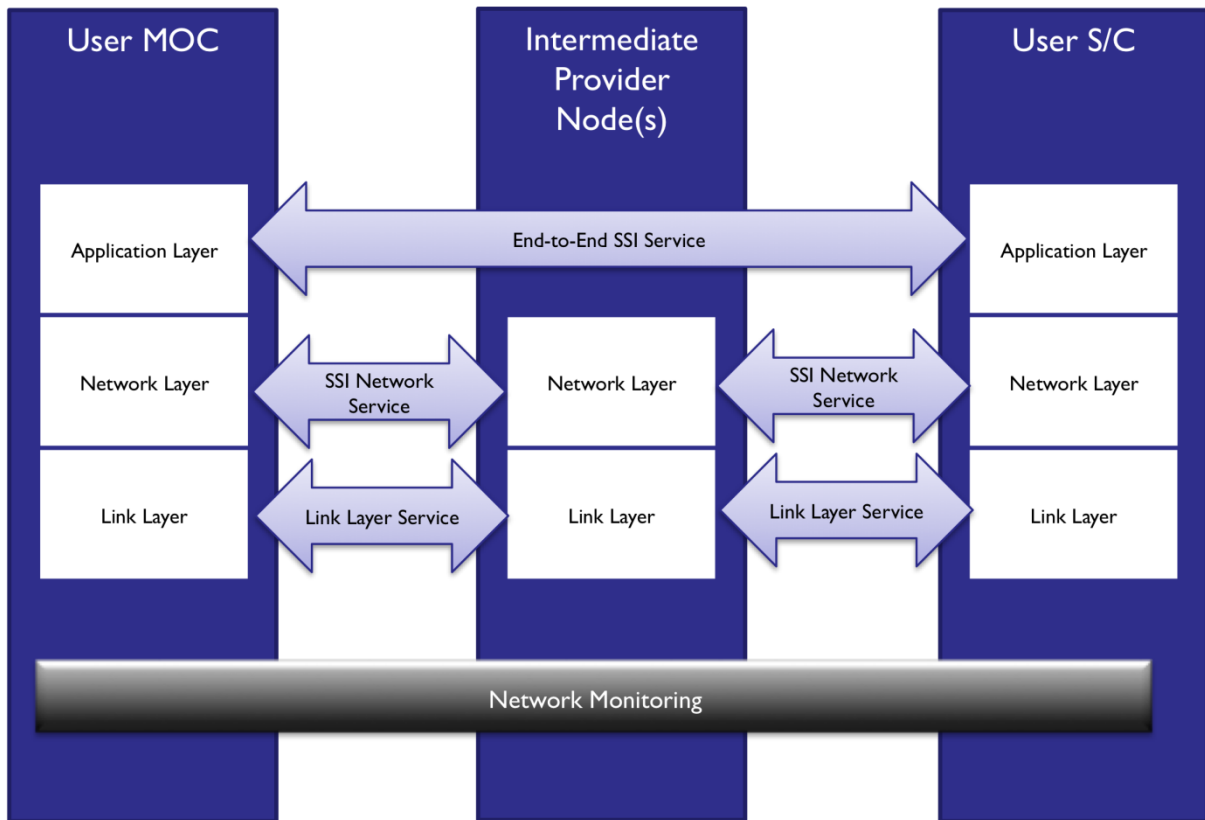 User MOC
Intermediate
Provider
Node(s)
User S/C
Application Layer
End-to-End SSI Service
Application Layer
Network Layer
SSI Network
Service
Network Layer
SSI Network
Service
Network Layer
Link Layer
Link Layer Service
Link Layer
Link Layer Service
Link Layer
Network Monitoring